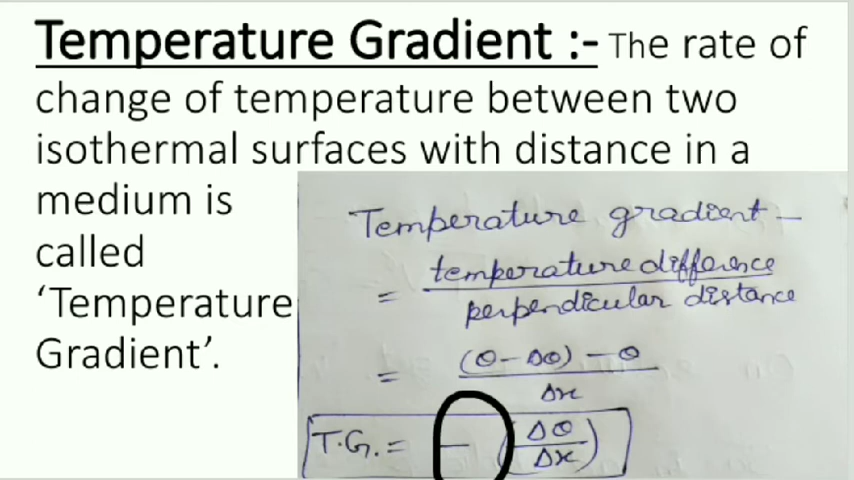 Temperature Gradient :- The rate of
change of temperature between two
isothermal surfaces with distance in a
medium is
called
'Temperature
Gradient'.
Temperature gradient -
= temperature difference
perpendicular distance
= (θ - Δθ) - θ
Δx
T.G. = - (Δθ
Δx)